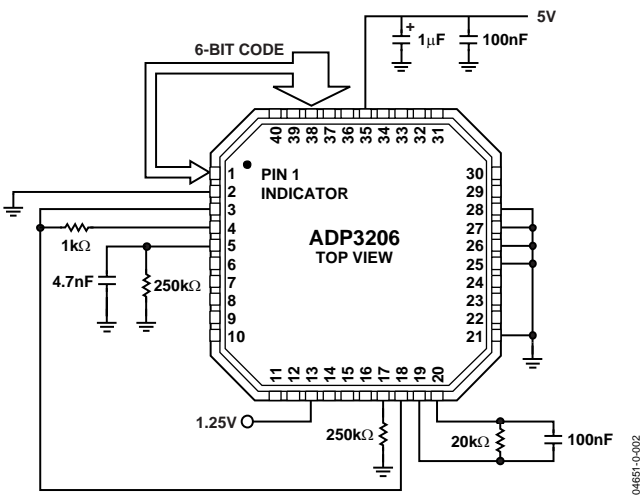 5V
+
1μF
100nF
6-BIT CODE
40 39 38 37 36 35 34 33 32 31
1
2
3
4
5
6
7
8
9
10
PIN 1
INDICATOR
ADP3206
TOP VIEW
30
29
28
27
26
25
24
23
22
21
11 12 13 14 15 16 17 18 19 20
1kΩ
4.7nF
250kΩ
1.25V
250kΩ
20kΩ
100nF
04651-0-002